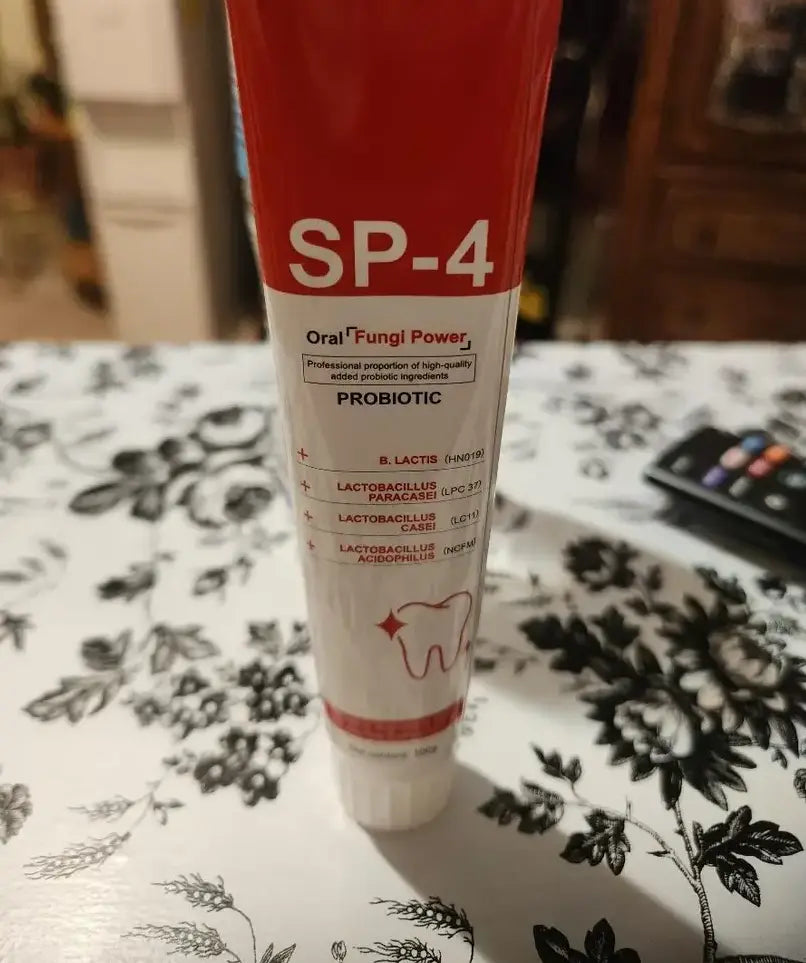 SP-4
Oral「Fungi Power」
Professional proportion of high-quality
added probiotic ingredients
PROBIOTIC
+ B. LACTIS (HN019)
+ LACTOBACILLUS
PARACASEI (LPC 37)
+ LACTOBACILLUS
CASEI (LC11)
+ LACTOBACILLUS
ACIDOPHILUS (NCFM)
100g